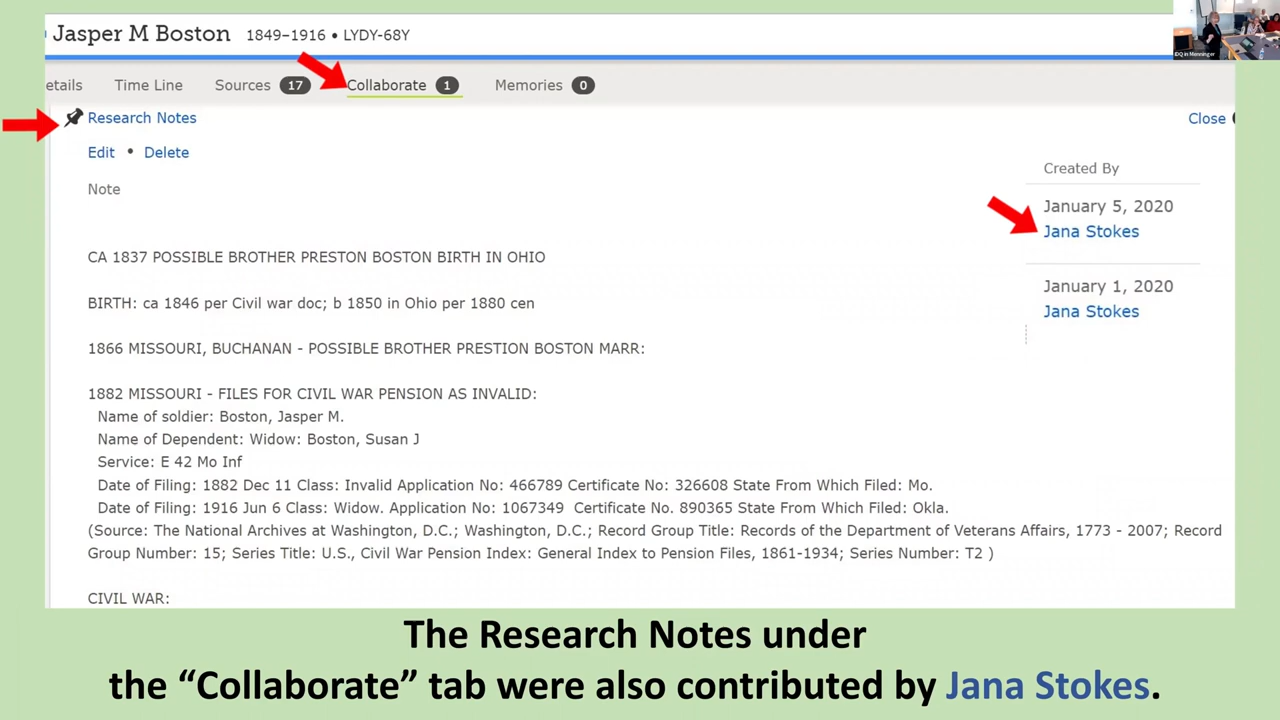 Jasper M Boston 1849–1916 • LYDY-68Y
etails Time Line Sources 17 Collaborate 1 Memories 0
Research Notes
Close
Edit • Delete
Created By
Note
January 5, 2020
Jana Stokes
CA 1837 POSSIBLE BROTHER PRESTON BOSTON BIRTH IN OHIO
January 1, 2020
Jana Stokes
BIRTH: ca 1846 per Civil war doc; b 1850 in Ohio per 1880 cen
1866 MISSOURI, BUCHANAN - POSSIBLE BROTHER PRESTION BOSTON MARR:
1882 MISSOURI - FILES FOR CIVIL WAR PENSION AS INVALID:
Name of soldier: Boston, Jasper M.
Name of Dependent: Widow: Boston, Susan J
Service: E 42 Mo Inf
Date of Filing: 1882 Dec 11 Class: Invalid Application No: 466789 Certificate No: 326608 State From Which Filed: Mo.
Date of Filing: 1916 Jun 6 Class: Widow. Application No: 1067349 Certificate No. 890365 State From Which Filed: Okla.
(Source: The National Archives at Washington, D.C.; Washington, D.C.; Record Group Title: Records of the Department of Veterans Affairs, 1773 - 2007; Record
Group Number: 15; Series Title: U.S., Civil War Pension Index: General Index to Pension Files, 1861-1934; Series Number: T2 )
CIVIL WAR:
The Research Notes under
the “Collaborate” tab were also contributed by Jana Stokes.